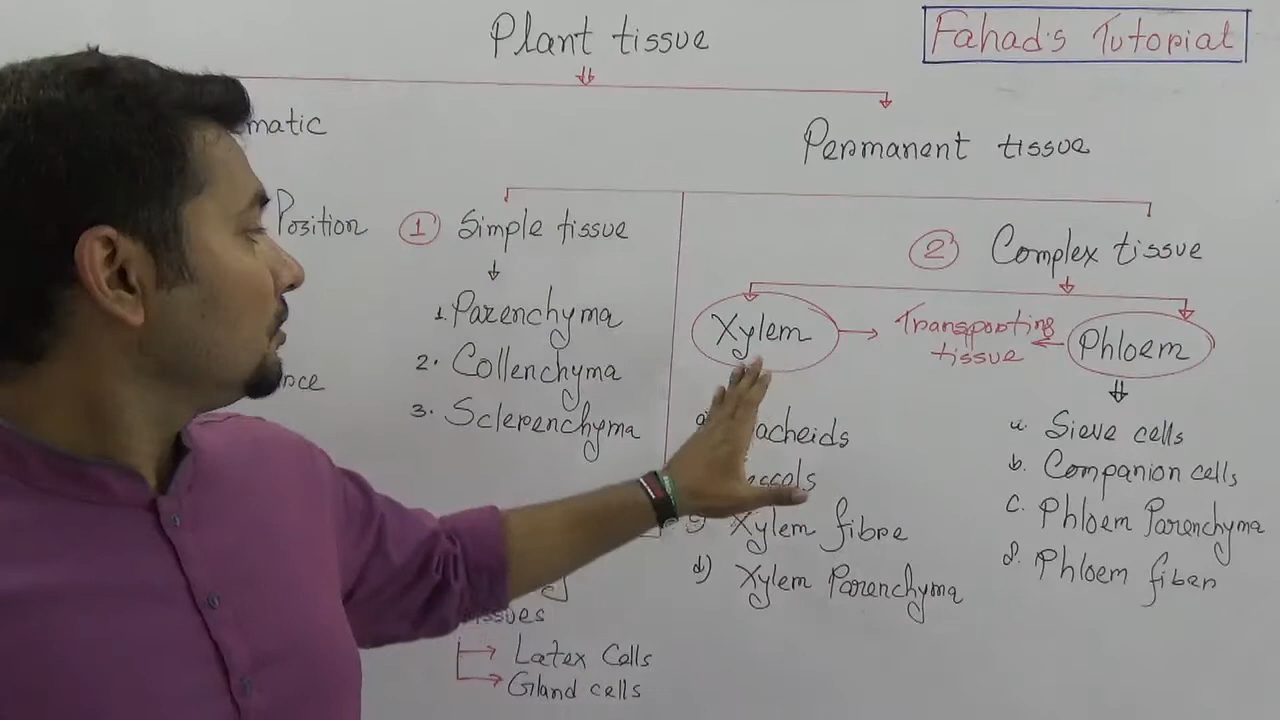 Plant tissue
Fahad's Tutorial
matic
Permanent tissue
Position
1 Simple tissue
2 Complex tissue
1. Parenchyma
2. Collenchyma
3. Sclerenchyma
Xylem
Transporting
tissue
Phloem
nce
acheids
Xylem fibre
d) Xylem Parenchyma
a. Sieve cells
b. Companion cells
c. Phloem Parenchyma
d. Phloem fiber
tissues
Latex Cells
Gland cells